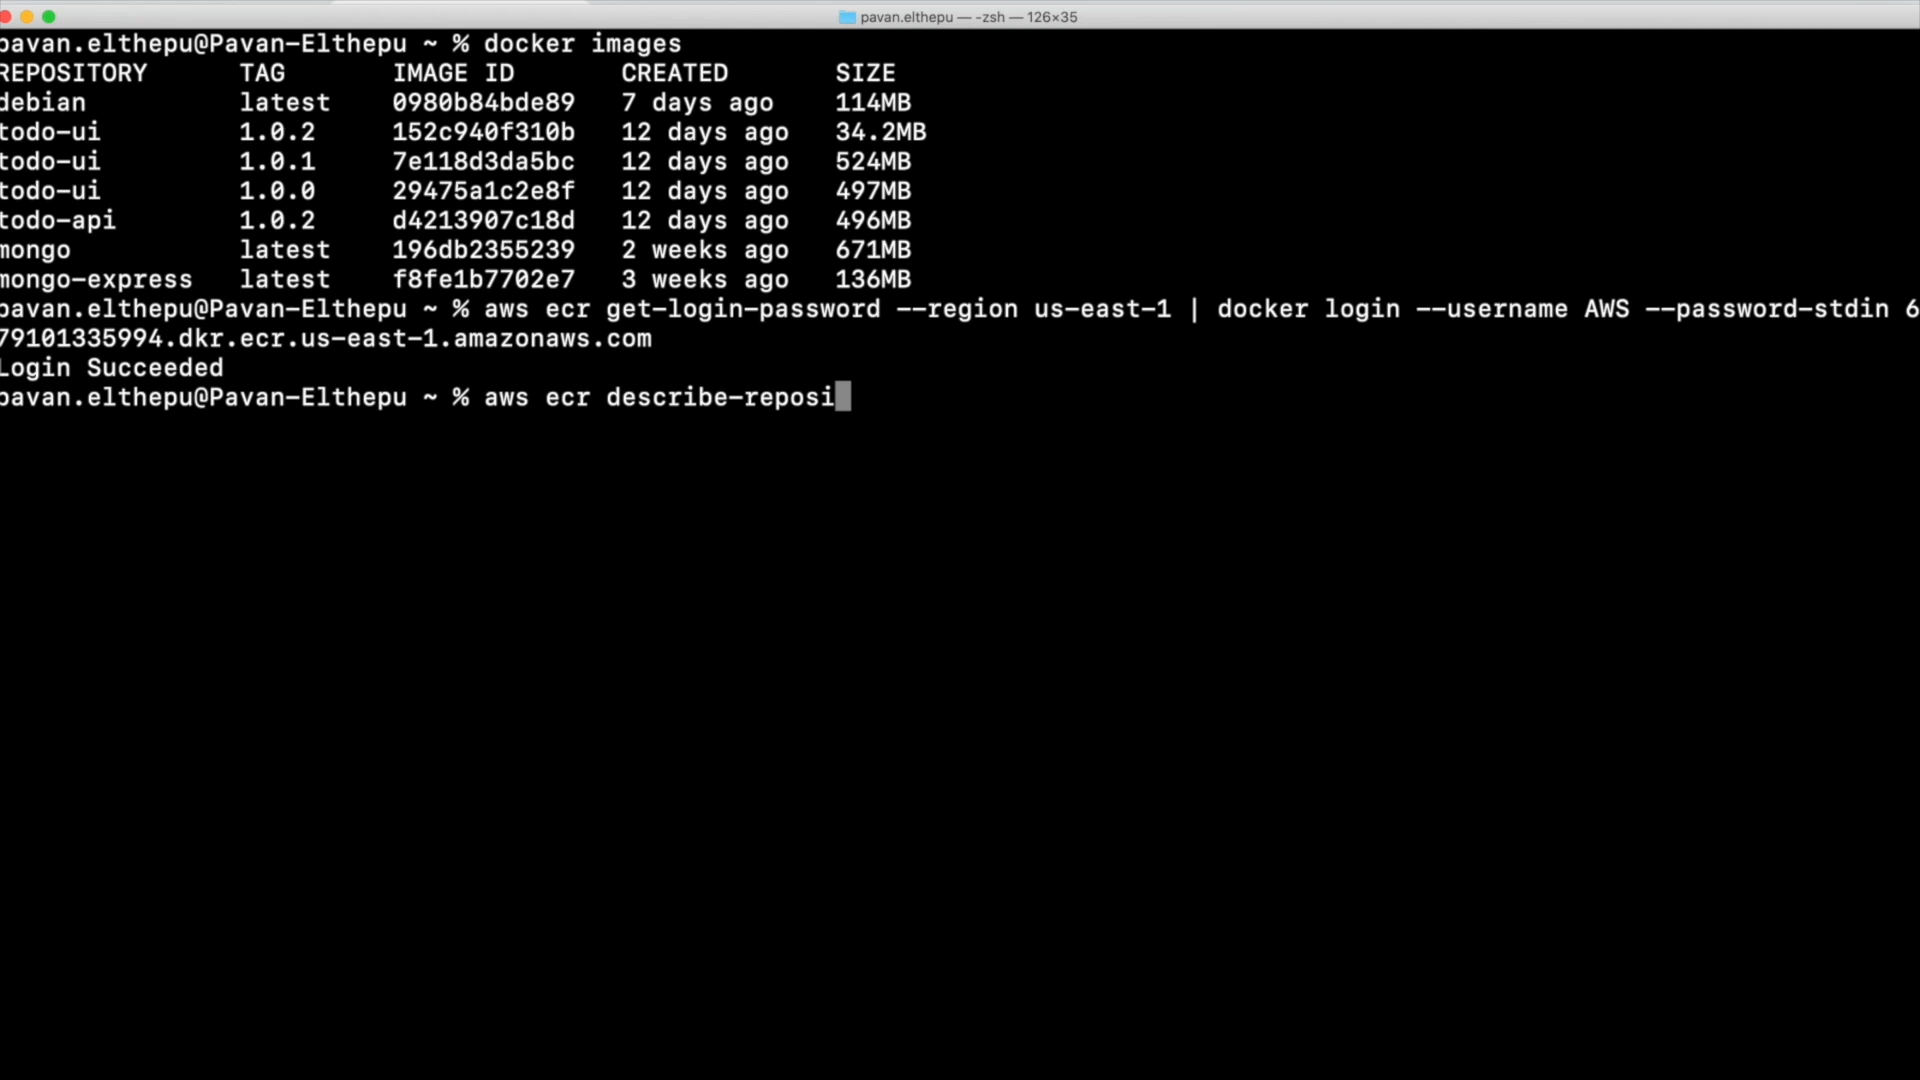 pavan.elthepu — -zsh — 126×35
pavan.elthepu@Pavan-Elthepu ~ % docker images
REPOSITORY TAG IMAGE ID CREATED SIZE
debian latest 0980b84bde89 7 days ago 114MB
todo-ui 1.0.2 152c940f310b 12 days ago 34.2MB
todo-ui 1.0.1 7e118d3da5bc 12 days ago 524MB
todo-ui 1.0.0 29475a1c2e8f 12 days ago 497MB
todo-api 1.0.2 d4213907c18d 12 days ago 496MB
mongo latest 196db2355239 2 weeks ago 671MB
mongo-express latest f8fe1b7702e7 3 weeks ago 136MB
pavan.elthepu@Pavan-Elthepu ~ % aws ecr get-login-password --region us-east-1 | docker login --username AWS --password-stdin 6
79101335994.dkr.ecr.us-east-1.amazonaws.com
Login Succeeded
pavan.elthepu@Pavan-Elthepu ~ % aws ecr describe-reposi